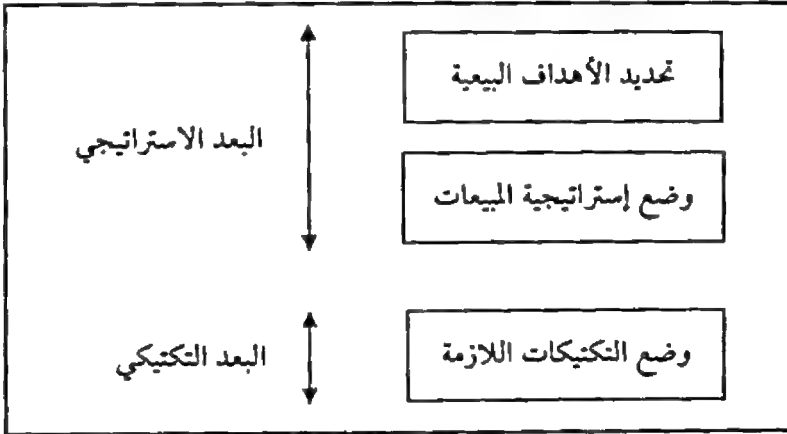 تحديد الأهداف البيعية
البعد الاستراتيجي
وضع إستراتيجية المبيعات
وضع التكتيكات اللازمة
البعد التكتيكي